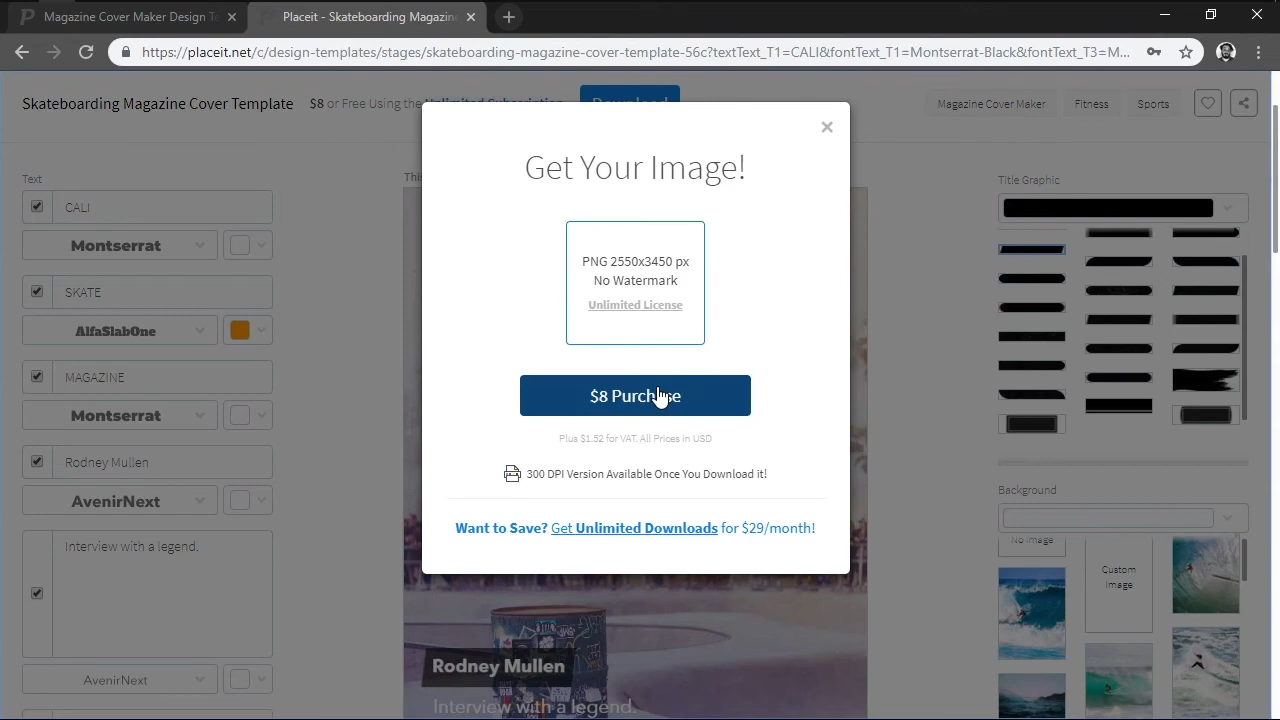 Magazine Cover Maker Design Te
Placeit - Skateboarding Magazine
https://placeit.net/c/design-templates/stages/skateboarding-magazine-cover-template-56c?textText_T1=CALI&fontText_T1=Montserrat-Black&fontText_T3=M...
Skateboarding Magazine Cover Template
$8 or Free Using the Unlimited Subscription
Download
Magazine Cover Maker
Fitness
Sports
Get Your Image!
PNG 2550x3450 px
No Watermark
Unlimited License
$8 Purchase
Plus $1.52 for VAT. All Prices in USD
300 DPI Version Available Once You Download it!
Want to Save? Get Unlimited Downloads for $29/month!
Text
CALI
Montserrat
SKATE
AlfaSlabOne
MAGAZINE
Montserrat
Rodney Mullen
AvenirNext
Interview with a legend.
AvenirNext
This
Rodney Mullen
Interview with a legend.
Title Graphic
Background
No Image
Custom
Image